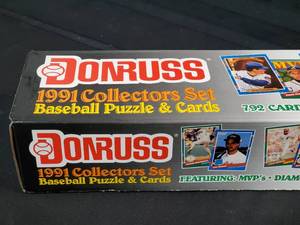 DONRUSS
1991 Collectors Set
Baseball Puzzle & Cards
792 CARD
DONRUSS
1991 Collectors Set
Baseball Puzzle & Cards
FEATURING: MVP's • DIAM